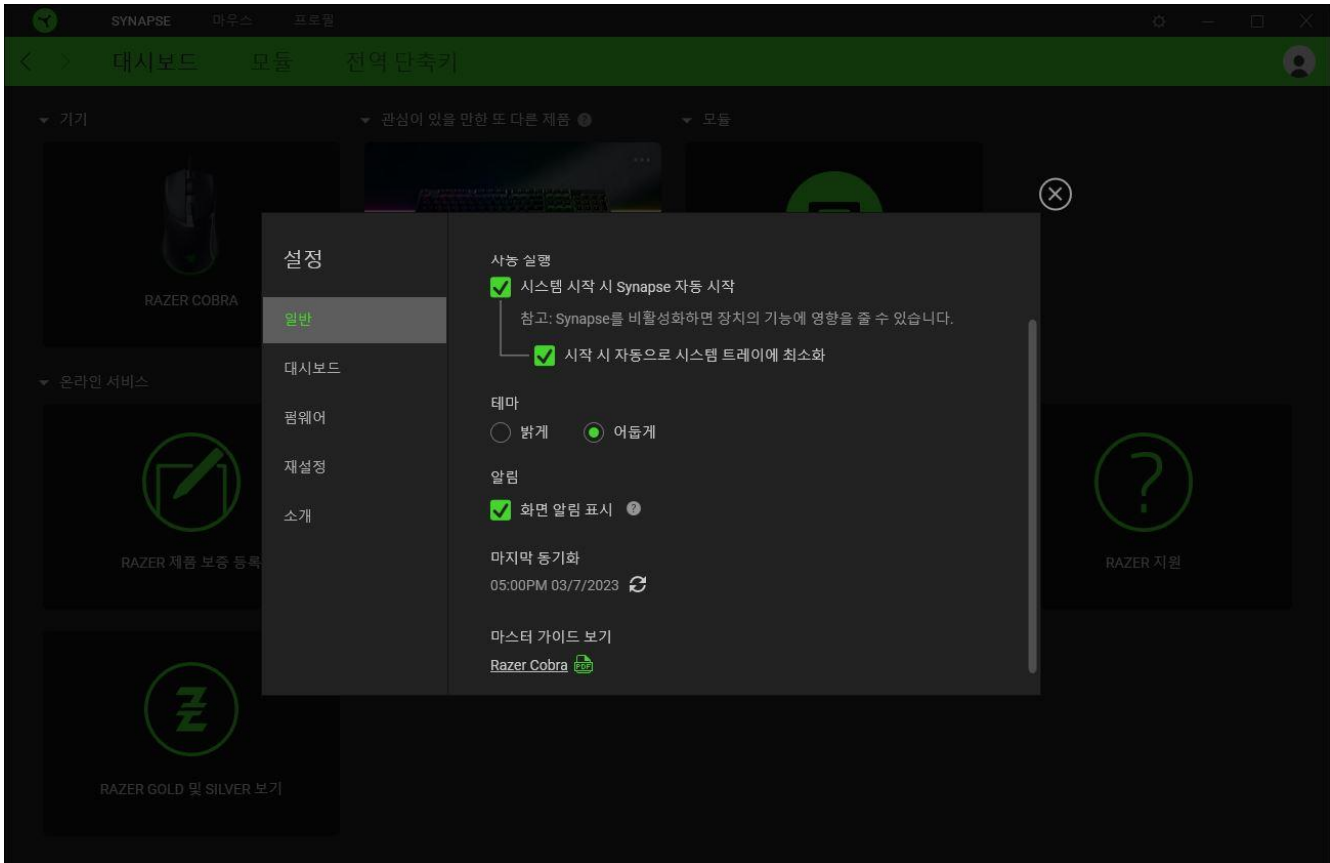 SYNAPSE 마우스 프로필
대시보드 모듈 전역 단축키
기기
관심이 있을 만한 또 다른 제품 ?
모듈
RAZER COBRA
설정
일반
대시보드
펌웨어
재설정
소개
실행
시스템 시작 시 Synapse 자동 시작
참고: Synapse를 비활성화하면 장치의 기능에 영향을 줄 수 있습니다.
시작 시 자동으로 시스템 트레이에 최소화
테마
밝게 어둡게
알림
화면 알림 표시 ?
마지막 동기화
05:00PM 03/7/2023
마스터 가이드 보기
Razer Cobra PDF
온라인 서비스
RAZER 제품 보증 등록
RAZER 지원
RAZER GOLD 및 SILVER 보기